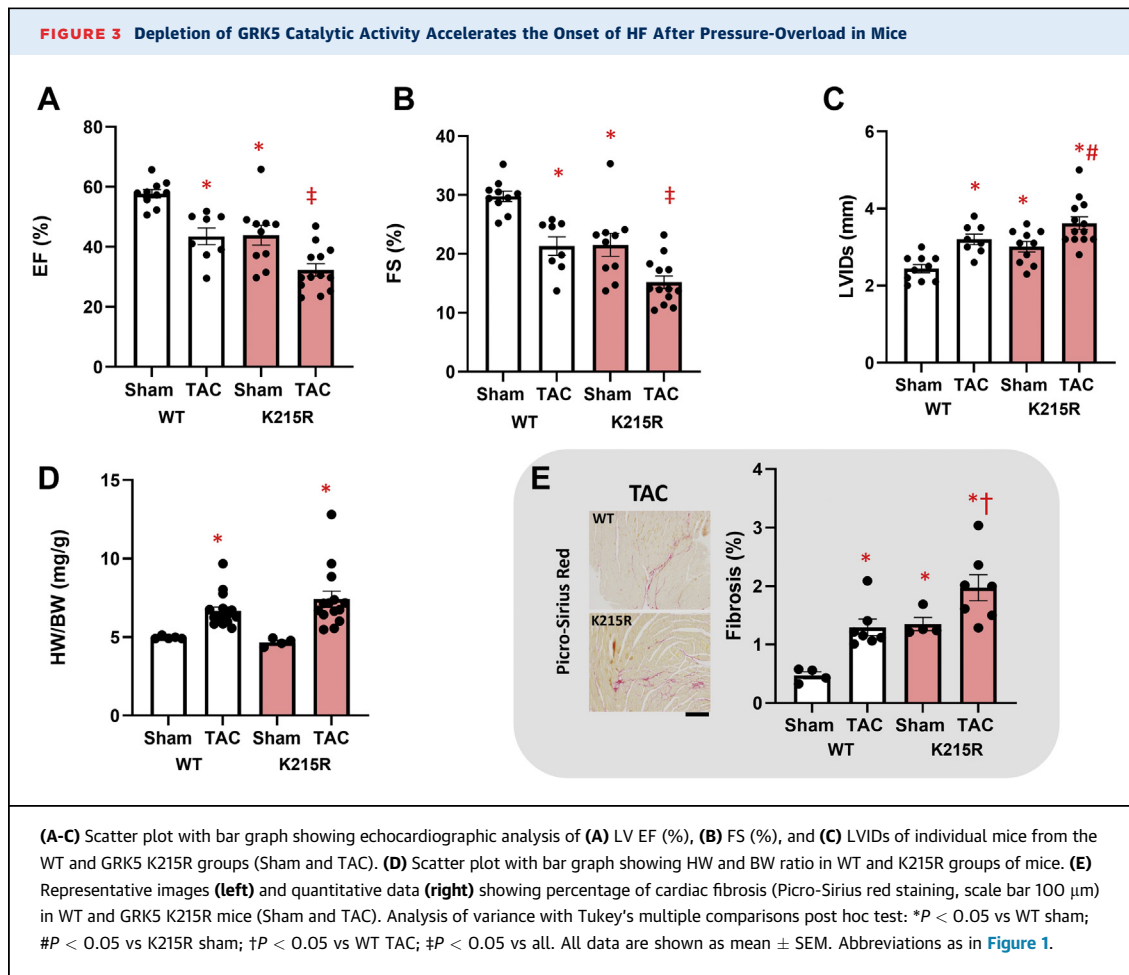 FIGURE 3 Depletion of GRK5 Catalytic Activity Accelerates the Onset of HF After Pressure-Overload in Mice
A
EF (%)
80
60
40
20
0
*
*
‡
Sham TAC Sham TAC
WT K215R
B
FS (%)
40
30
20
10
0
*
*
‡
Sham TAC Sham TAC
WT K215R
C
LVIDs (mm)
6
4
2
0
*
*
*#
Sham TAC Sham TAC
WT K215R
D
HW/BW (mg/g)
15
10
5
0
*
*
Sham TAC Sham TAC
WT K215R
E
TAC
Picro-Sirius Red
WT
K215R
Fibrosis (%)
4
3
2
1
0
*
*
*†
Sham TAC Sham TAC
WT K215R
(A-C) Scatter plot with bar graph showing echocardiographic analysis of (A) LV EF (%), (B) FS (%), and (C) LVIDs of individual mice from the
WT and GRK5 K215R groups (Sham and TAC). (D) Scatter plot with bar graph showing HW and BW ratio in WT and K215R groups of mice. (E)
Representative images (left) and quantitative data (right) showing percentage of cardiac fibrosis (Picro-Sirius red staining, scale bar 100 μm)
in WT and GRK5 K215R mice (Sham and TAC). Analysis of variance with Tukey's multiple comparisons post hoc test: *P < 0.05 vs WT sham;
#P < 0.05 vs K215R sham; †P < 0.05 vs WT TAC; ‡P < 0.05 vs all. All data are shown as mean ± SEM. Abbreviations as in Figure 1.